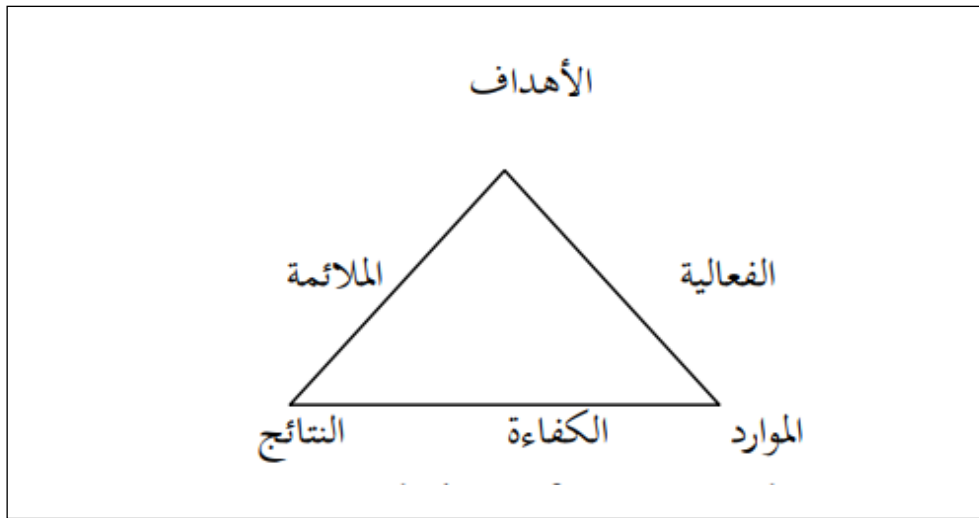 الأهداف
الفعالية الملائمة
الموارد الكفاءة النتائج